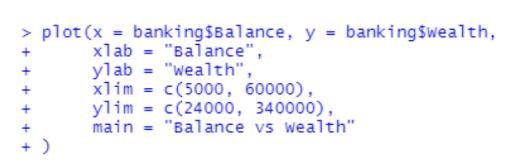 > plot(x = banking$Balance, y = banking$Wealth,
+ xlab = "Balance",
+ ylab = "Wealth",
+ xlim = c(5000, 60000),
+ ylim = c(24000, 340000),
+ main = "Balance vs Wealth"
+ )